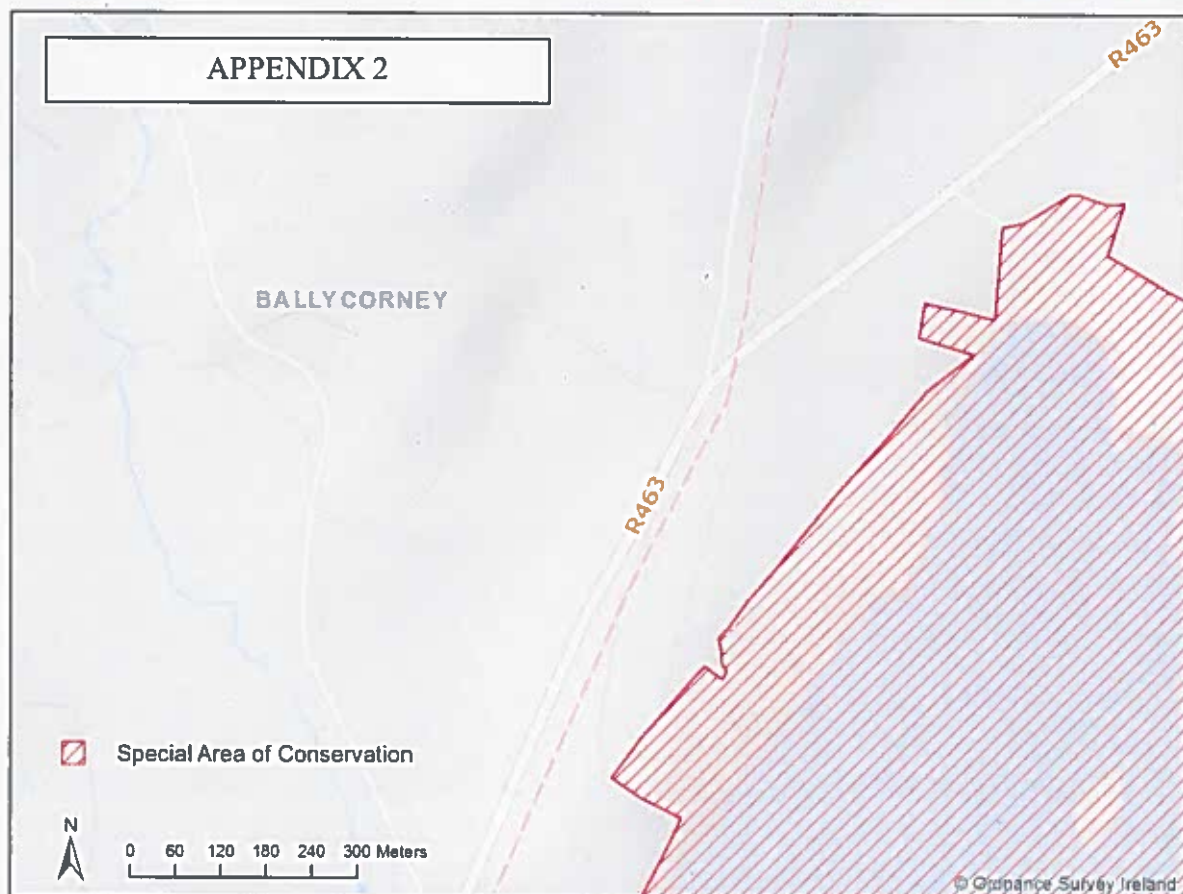 APPENDIX 2
R463
BALLYCORNEY
R463
Special Area of Conservation
N
0 60 120 180 240 300 Meters
© Ordnance Survey Ireland